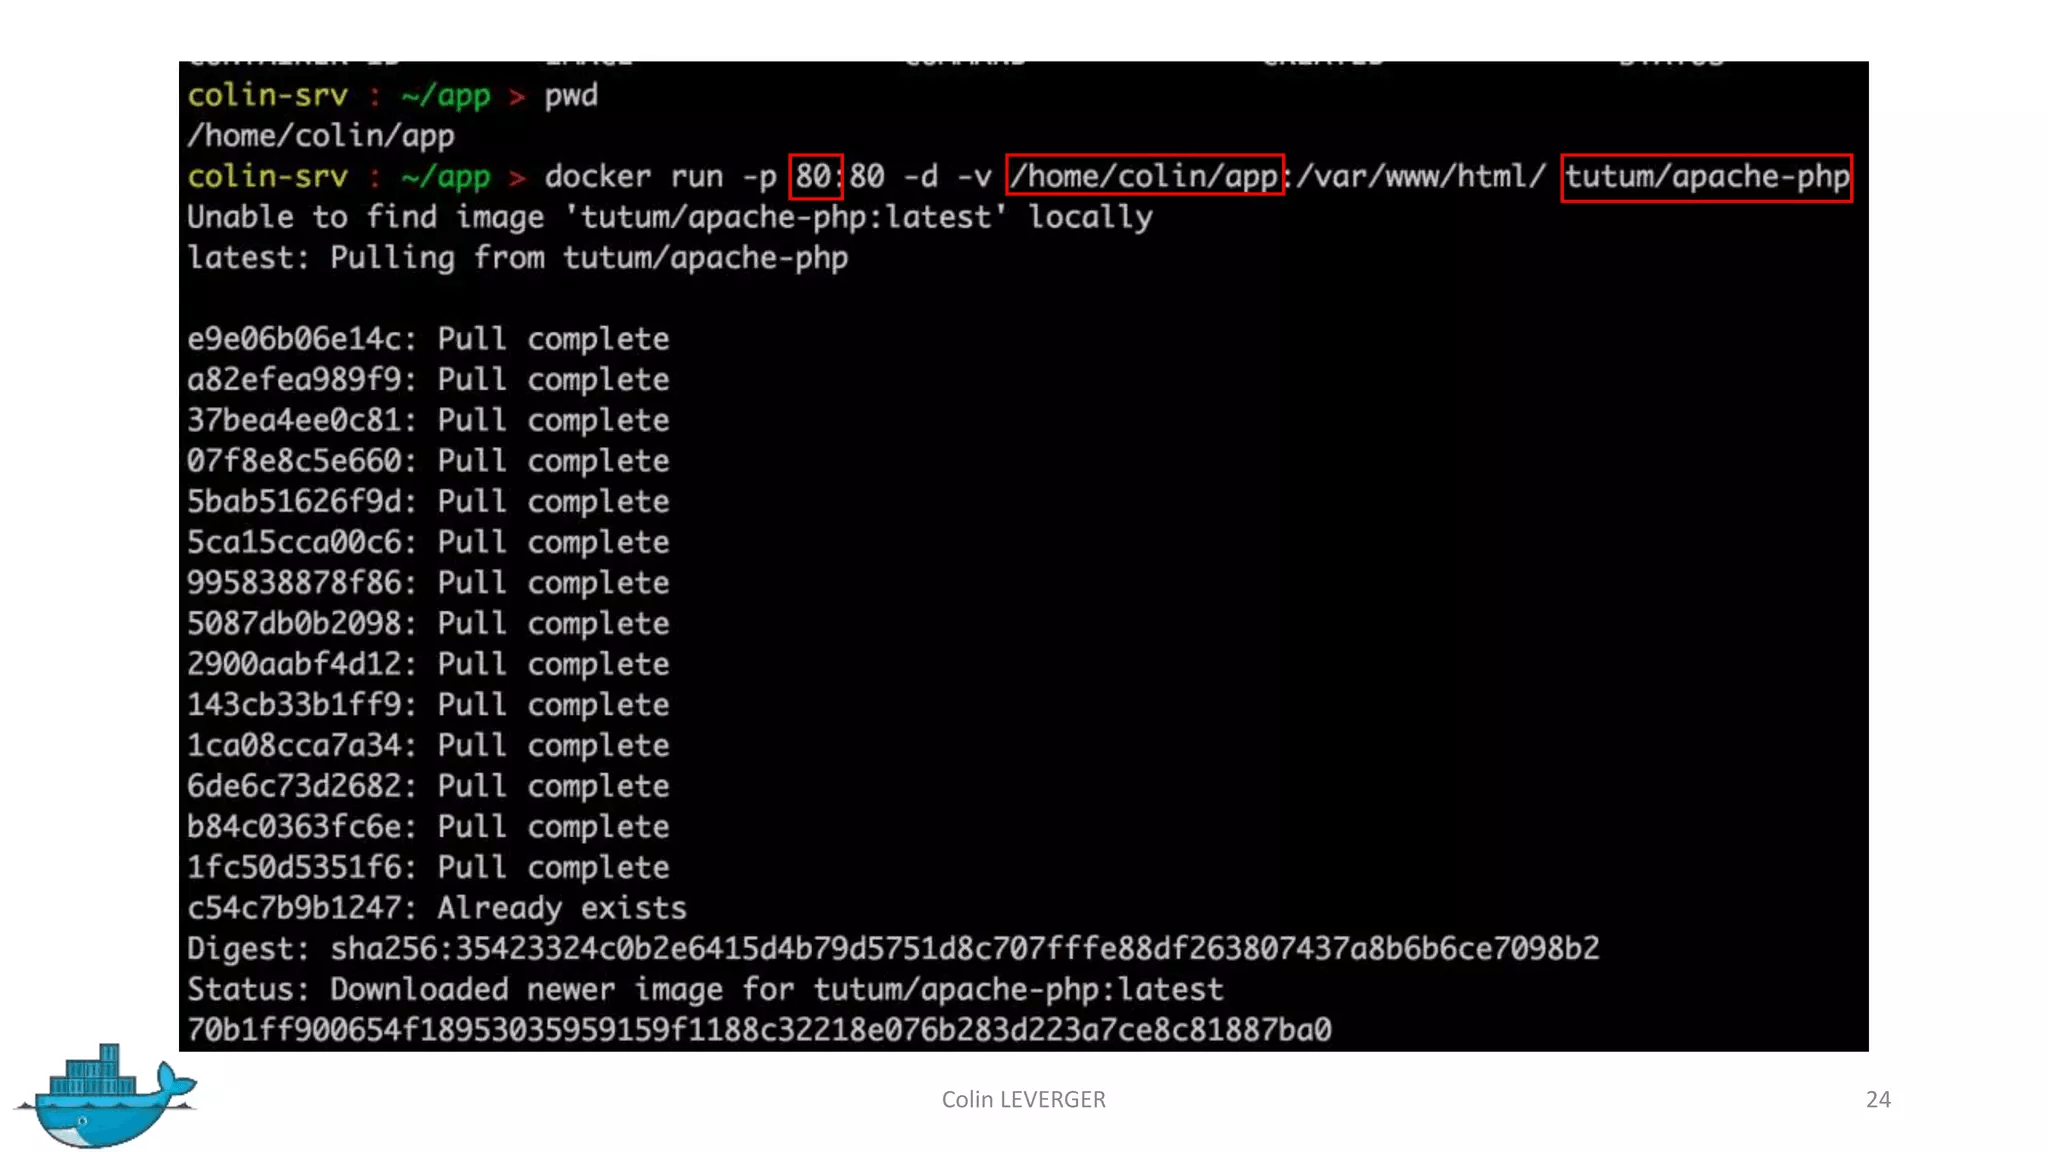 colin-srv : ~/app > pwd
/home/colin/app
colin-srv : ~/app > docker run -p 80:80 -d -v /home/colin/app:/var/www/html/ tutum/apache-php
Unable to find image 'tutum/apache-php:latest' locally
latest: Pulling from tutum/apache-php
e9e06b06e14c: Pull complete
a82efea989f9: Pull complete
37bea4ee0c81: Pull complete
07f8e8c5e660: Pull complete
5bab51626f9d: Pull complete
5ca15cca00c6: Pull complete
995838878f86: Pull complete
5087db0b2098: Pull complete
2900aabf4d12: Pull complete
143cb33b1ff9: Pull complete
1ca08cca7a34: Pull complete
6de6c73d2682: Pull complete
b84c0363fc6e: Pull complete
1fc50d5351f6: Pull complete
c54c7b9b1247: Already exists
Digest: sha256:35423324c0b2e6415d4b79d5751d8c707fffe88df263807437a8b6b6ce7098b2
Status: Downloaded newer image for tutum/apache-php:latest
70b1ff900654f18953035959159f1188c32218e076b283d223a7ce8c81887ba0
Colin LEVERGER
24